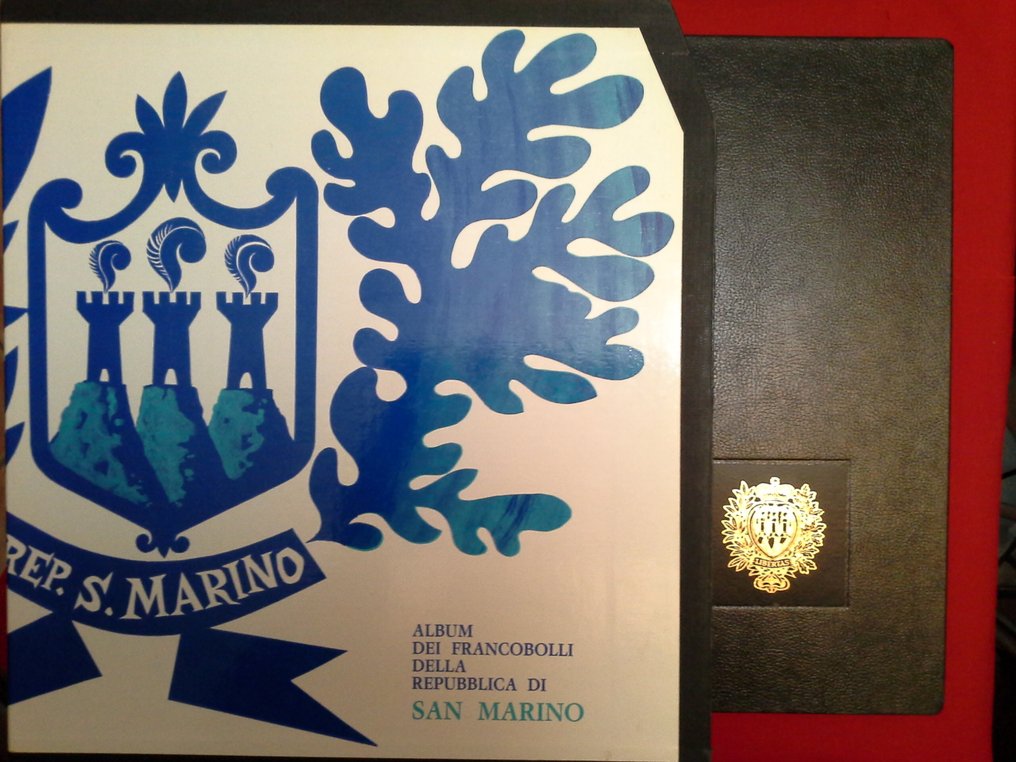 REP. S. MARINO
ALBUM
DEI FRANCOBOLLI
DELLA
REPUBBLICA DI
SAN MARINO
LIBERTAS